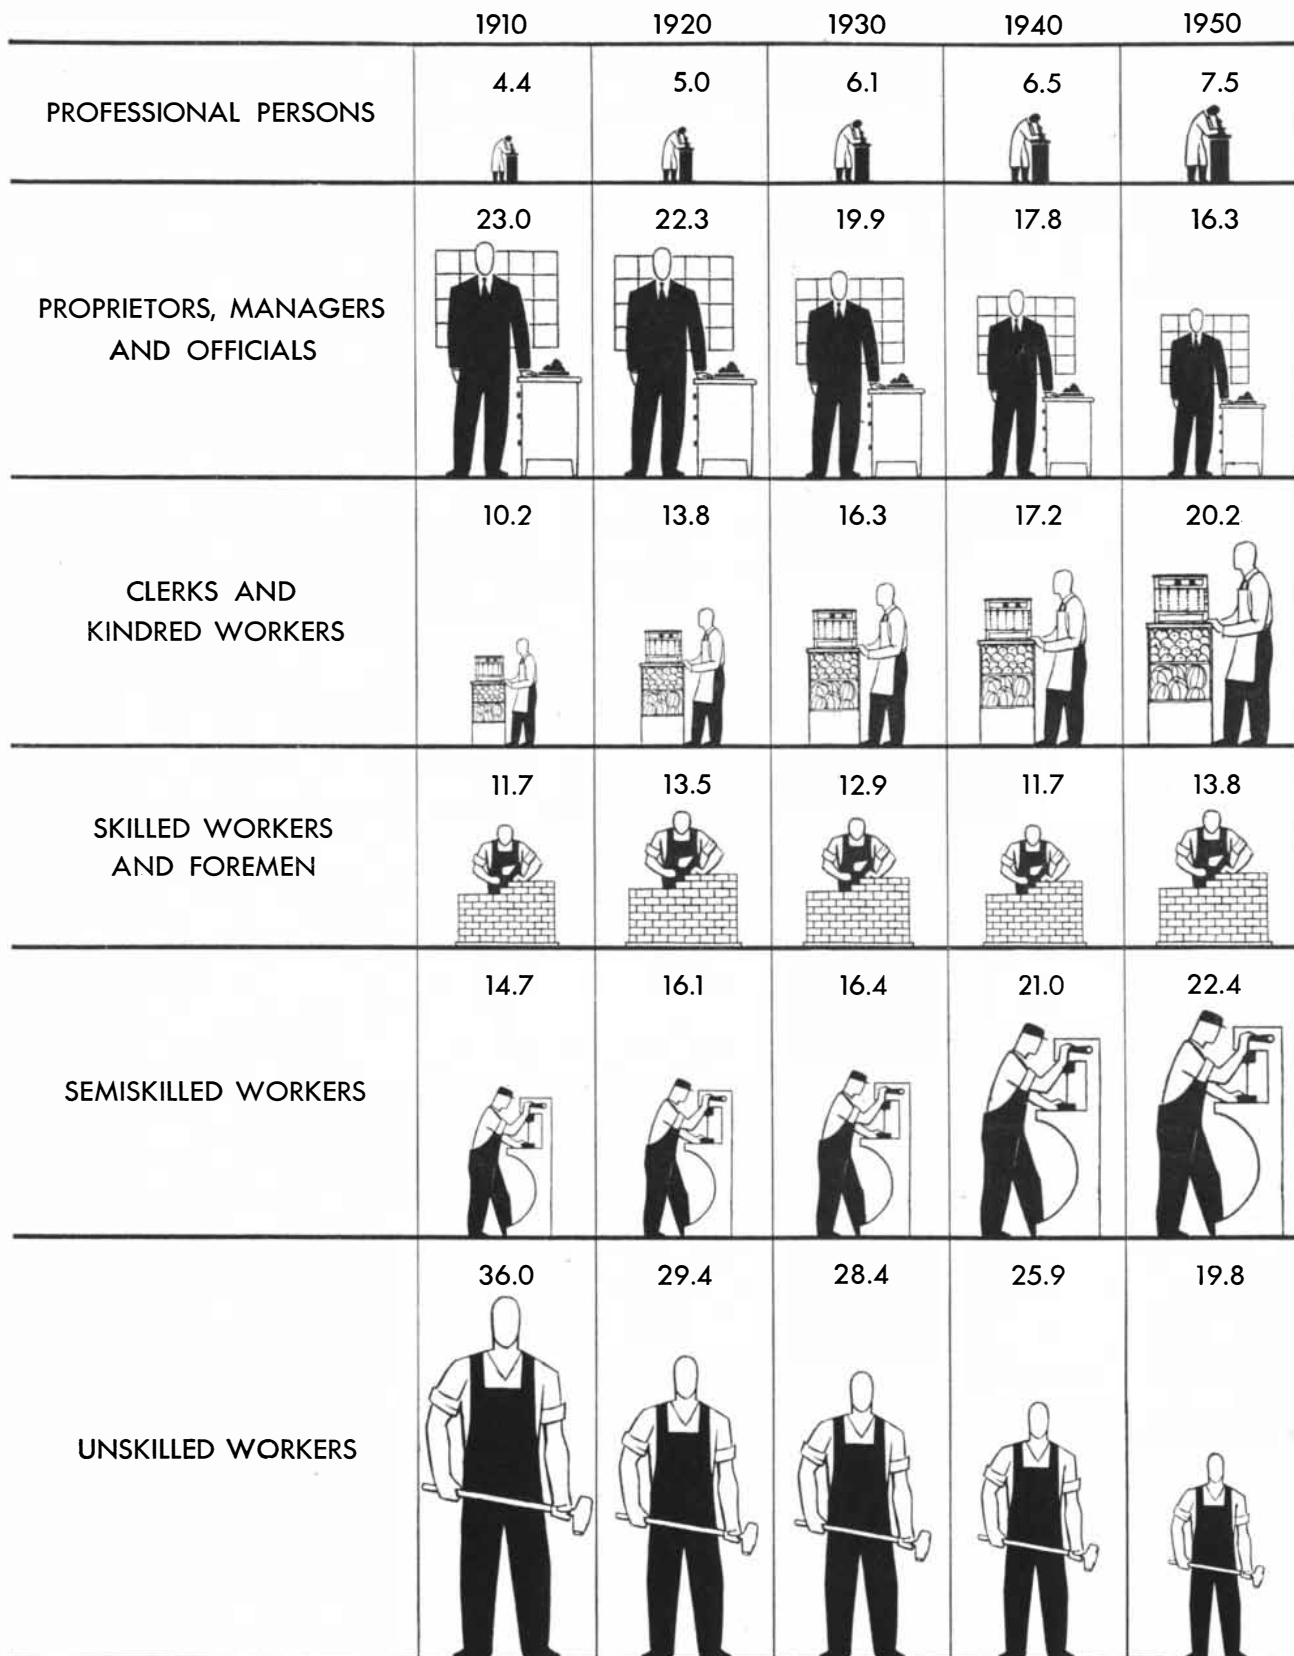 1910 1920 1930 1940 1950
PROFESSIONAL PERSONS 4.4 5.0 6.1 6.5 7.5
23.0 22.3 19.9 17.8 16.3
PROPRIETORS, MANAGERS
AND OFFICIALS
10.2 13.8 16.3 17.2 20.2
CLERKS AND
KINDRED WORKERS
11.7 13.5 12.9 11.7 13.8
SKILLED WORKERS
AND FOREMEN
14.7 16.1 16.4 21.0 22.4
SEMISKILLED WORKERS
36.0 29.4 28.4 25.9 19.8
UNSKILLED WORKERS